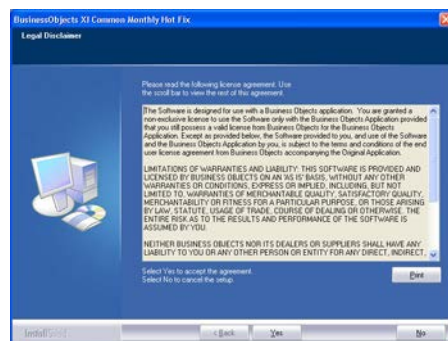 BusinessObjects XI Common Monthly Hot Fix
Legal Disclaimer
Please read the following license agreement. Use
the scroll bar to view the rest of this agreement.
The Software is designed for use with a Business Objects application. You are granted a
non-exclusive license to use the Software only with the Business Objects Application provided
that you still possess a valid license from Business Objects for the Business Objects
Application. Except as provided below, the Software provided to you, and use of the Software
and the Business Objects Application by you, is subject to the terms and conditions of the end
user license agreement from Business Objects accompanying the Original Application.
LIMITATIONS OF WARRANTIES AND LIABILITY: THIS SOFTWARE IS PROVIDED AND
LICENSED BY BUSINESS OBJECTS ON AN 'AS IS' BASIS, WITHOUT ANY OTHER
WARRANTIES OR CONDITIONS, EXPRESS OR IMPLIED, INCLUDING, BUT NOT
LIMITED TO, WARRANTIES OF MERCHANTABLE QUALITY, SATISFACTORY QUALITY,
MERCHANTABILITY OR FITNESS FOR A PARTICULAR PURPOSE, OR THOSE ARISING
BY LAW, STATUTE, USAGE OF TRADE, COURSE OF DEALING OR OTHERWISE. THE
ENTIRE RISK AS TO THE RESULTS AND PERFORMANCE OF THE SOFTWARE IS
ASSUMED BY YOU.
NEITHER BUSINESS OBJECTS NOR ITS DEALERS OR SUPPLIERS SHALL HAVE ANY
LIABILITY TO YOU OR ANY OTHER PERSON OR ENTITY FOR ANY DIRECT, INDIRECT,
Select Yes to accept the agreement.
Select No to cancel the setup.
Print
InstallShield
< Back
Yes
No